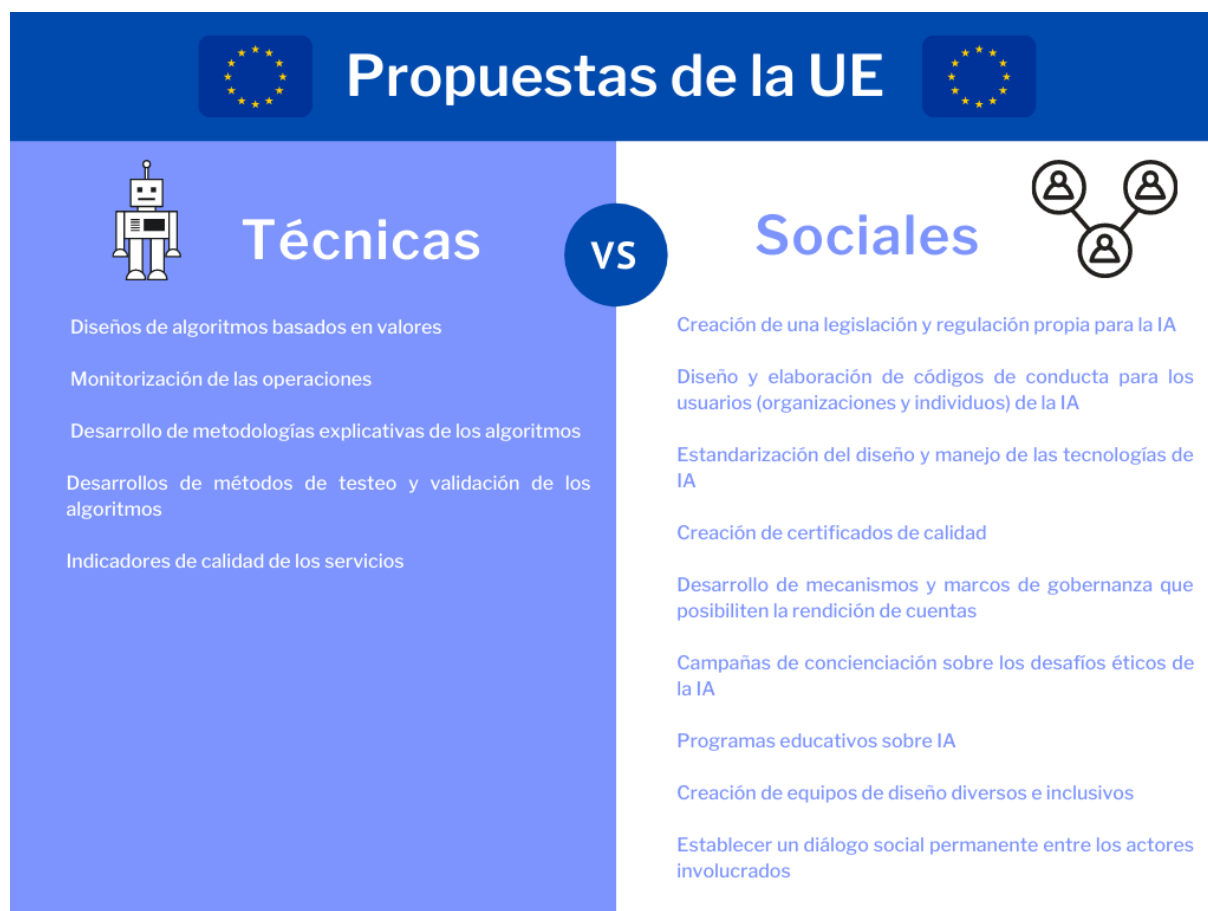 Propuestas de la UE
Técnicas
VS
Sociales
Diseños de algoritmos basados en valores
Monitorización de las operaciones
Desarrollo de metodologías explicativas de los algoritmos
Desarrollos de métodos de testeo y validación de los
algoritmos
Indicadores de calidad de los servicios
Creación de una legislación y regulación propia para la IA
Diseño y elaboración de códigos de conducta para los
usuarios (organizaciones y individuos) de la IA
Estandarización del diseño y manejo de las tecnologías de
IA
Creación de certificados de calidad
Desarrollo de mecanismos y marcos de gobernanza que
posibiliten la rendición de cuentas
Campañas de concienciación sobre los desafíos éticos de
la IA
Programas educativos sobre IA
Creación de equipos de diseño diversos e inclusivos
Establecer un diálogo social permanente entre los actores
involucrados